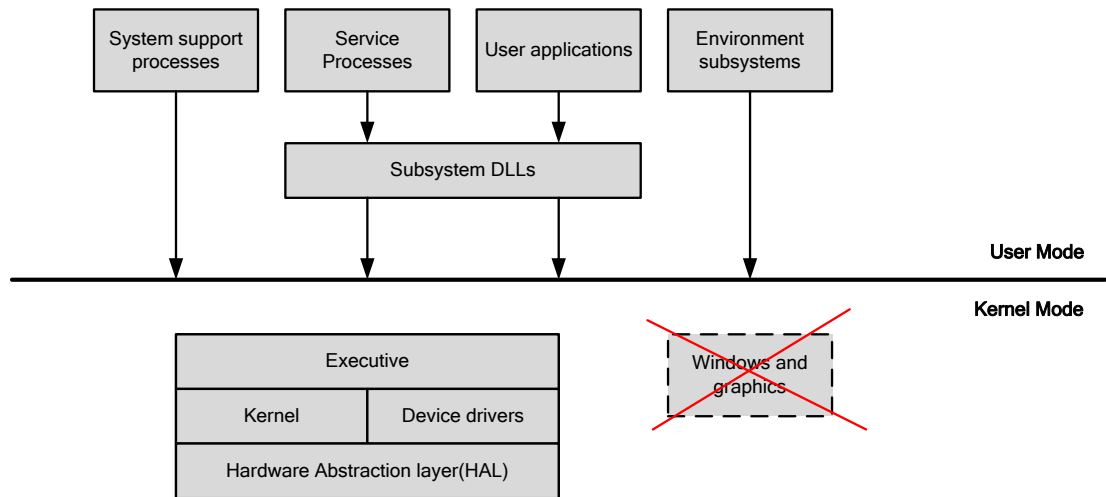 System support
processes
Service
Processes
User applications
Environment
subsystems
Subsystem DLLs
User Mode
Kernel Mode
Executive
Windows and
graphics
Kernel
Device drivers
Hardware Abstraction layer(HAL)